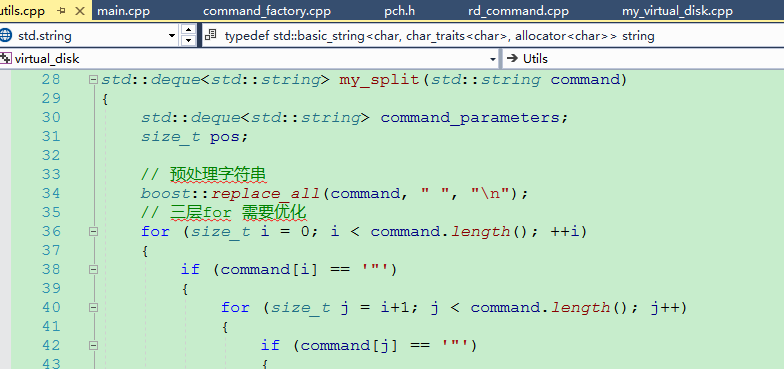 utils.cpp main.cpp command_factory.cpp pch.h rd_command.cpp my_virtual_disk.cpp
std.string typedef std::basic_string<char, char_traits<char>, allocator<char>> string
virtual_disk Utils
28 std::deque<std::string> my_split(std::string command)
29 {
30 std::deque<std::string> command_parameters;
31 size_t pos;
32
33 // 预处理字符串
34 boost::replace_all(command, " ", "\n");
35 // 三层for 需要优化
36 for (size_t i = 0; i < command.length(); ++i)
37 {
38 if (command[i] == '"')
39 {
40 for (size_t j = i+1; j < command.length(); j++)
41 {
42 if (command[j] == '"')
43 {